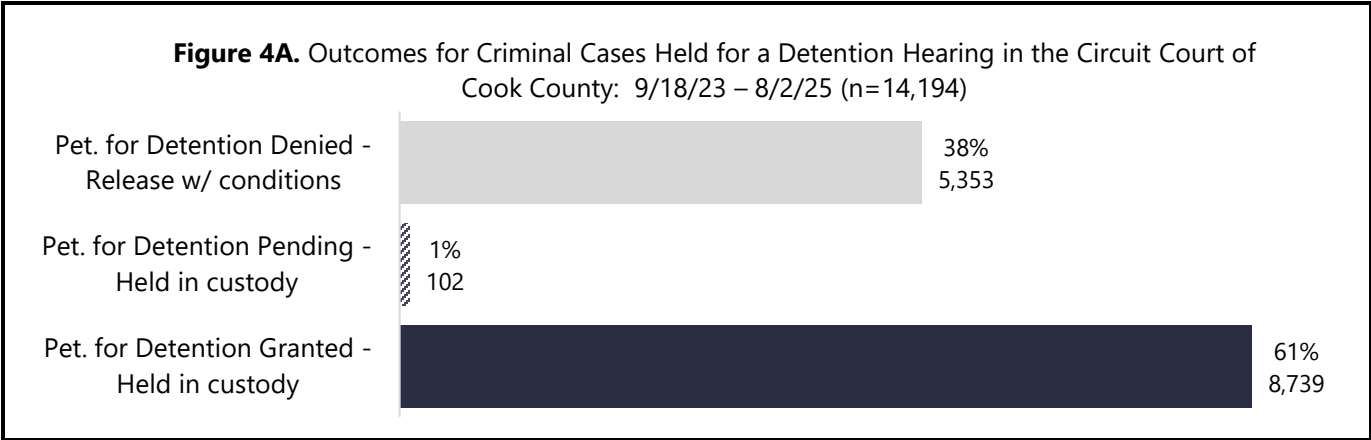 Figure 4A. Outcomes for Criminal Cases Held for a Detention Hearing in the Circuit Court of
Cook County:  9/18/23 – 8/2/25 (n=14,194)
Pet. for Detention Denied -
Release w/ conditions
38%
5,353
Pet. for Detention Pending -
Held in custody
1%
102
Pet. for Detention Granted -
Held in custody
61%
8,739